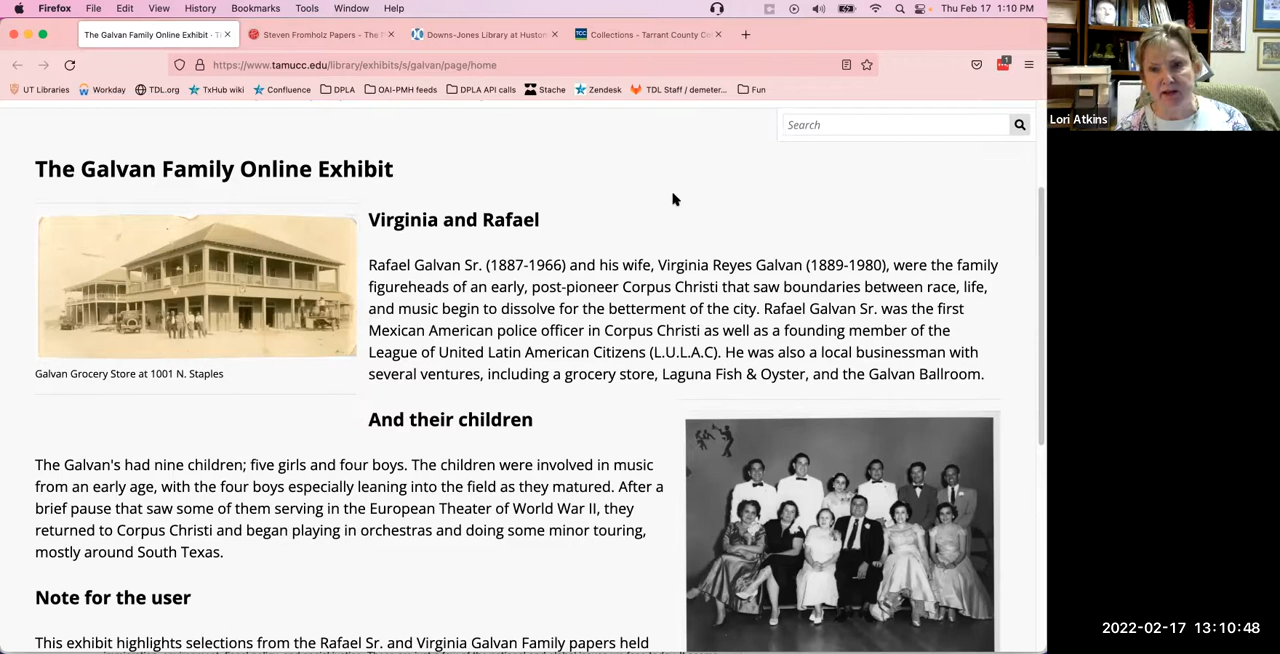 Firefox File Edit View History Bookmarks Tools Window Help Thu Feb 17 1:10 PM
The Galvan Family Online Exhibit · Ti Steven Fromholz Papers - The Downs-Jones Library at Huston Collections - Tarrant County Co
https://www.tamucc.edu/library/exhibits/s/galvan/page/home 1
UT Libraries Workday TDL.org TxHub wiki Confluence DPLA OAI-PMH feeds DPLA API calls Stache Zendesk TDL Staff / demeter... Fun
Lori Atkins
TCC
Search
The Galvan Family Online Exhibit
Virginia and Rafael
Rafael Galvan Sr. (1887-1966) and his wife, Virginia Reyes Galvan (1889-1980), were the family
figureheads of an early, post-pioneer Corpus Christi that saw boundaries between race, life,
and music begin to dissolve for the betterment of the city. Rafael Galvan Sr. was the first
Mexican American police officer in Corpus Christi as well as a founding member of the
League of United Latin American Citizens (L.U.L.A.C). He was also a local businessman with
several ventures, including a grocery store, Laguna Fish & Oyster, and the Galvan Ballroom.
Galvan Grocery Store at 1001 N. Staples
And their children
The Galvan's had nine children; five girls and four boys. The children were involved in music
from an early age, with the four boys especially leaning into the field as they matured. After a
brief pause that saw some of them serving in the European Theater of World War II, they
returned to Corpus Christi and began playing in orchestras and doing some minor touring,
mostly around South Texas.
Note for the user
This exhibit highlights selections from the Rafael Sr. and Virginia Galvan Family papers held
2022-02-17 13:10:48